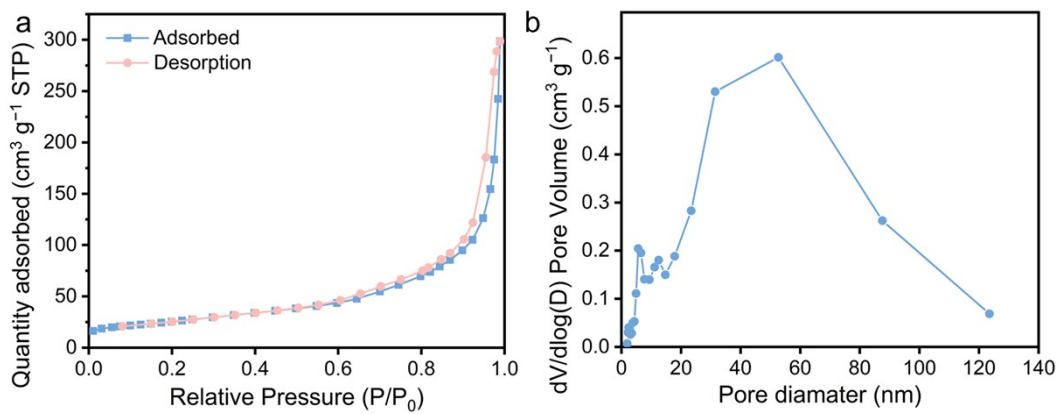 a
Adsorbed
Desorption
Quantity adsorbed (cm³ g⁻¹ STP)
300
250
200
150
100
50
0
0.0 0.2 0.4 0.6 0.8 1.0
Relative Pressure (P/P₀)
b
dV/dlog(D) Pore Volume (cm³ g⁻¹)
0.6
0.5
0.4
0.3
0.2
0.1
0.0
0 20 40 60 80 100 120 140
Pore diamater (nm)